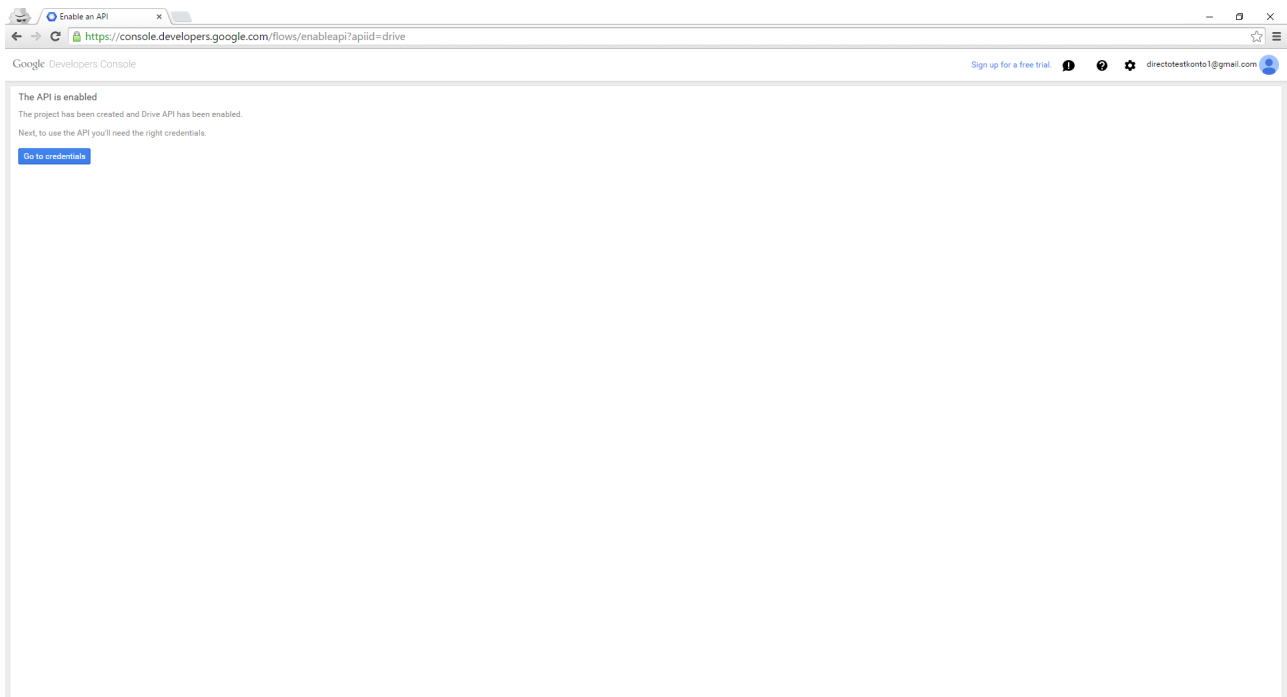 Enable an API
https://console.developers.google.com/flows/enableapi?apiid=drive
Google Developers Console
Sign up for a free trial.
directotestkonto1@gmail.com
The API is enabled
The project has been created and Drive API has been enabled.
Next, to use the API you'll need the right credentials.
Go to credentials